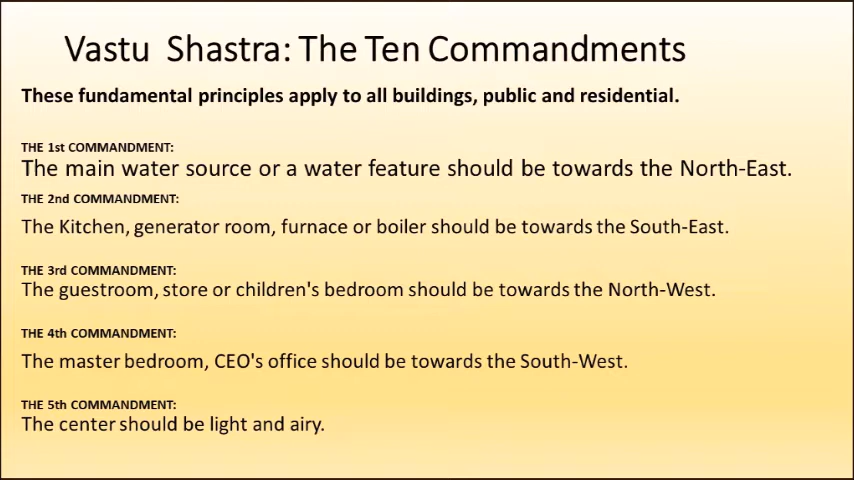 Vastu Shastra: The Ten Commandments
These fundamental principles apply to all buildings, public and residential.
THE 1st COMMANDMENT:
The main water source or a water feature should be towards the North-East.
THE 2nd COMMANDMENT:
The Kitchen, generator room, furnace or boiler should be towards the South-East.
THE 3rd COMMANDMENT:
The guestroom, store or children's bedroom should be towards the North-West.
THE 4th COMMANDMENT:
The master bedroom, CEO's office should be towards the South-West.
THE 5th COMMANDMENT:
The center should be light and airy.